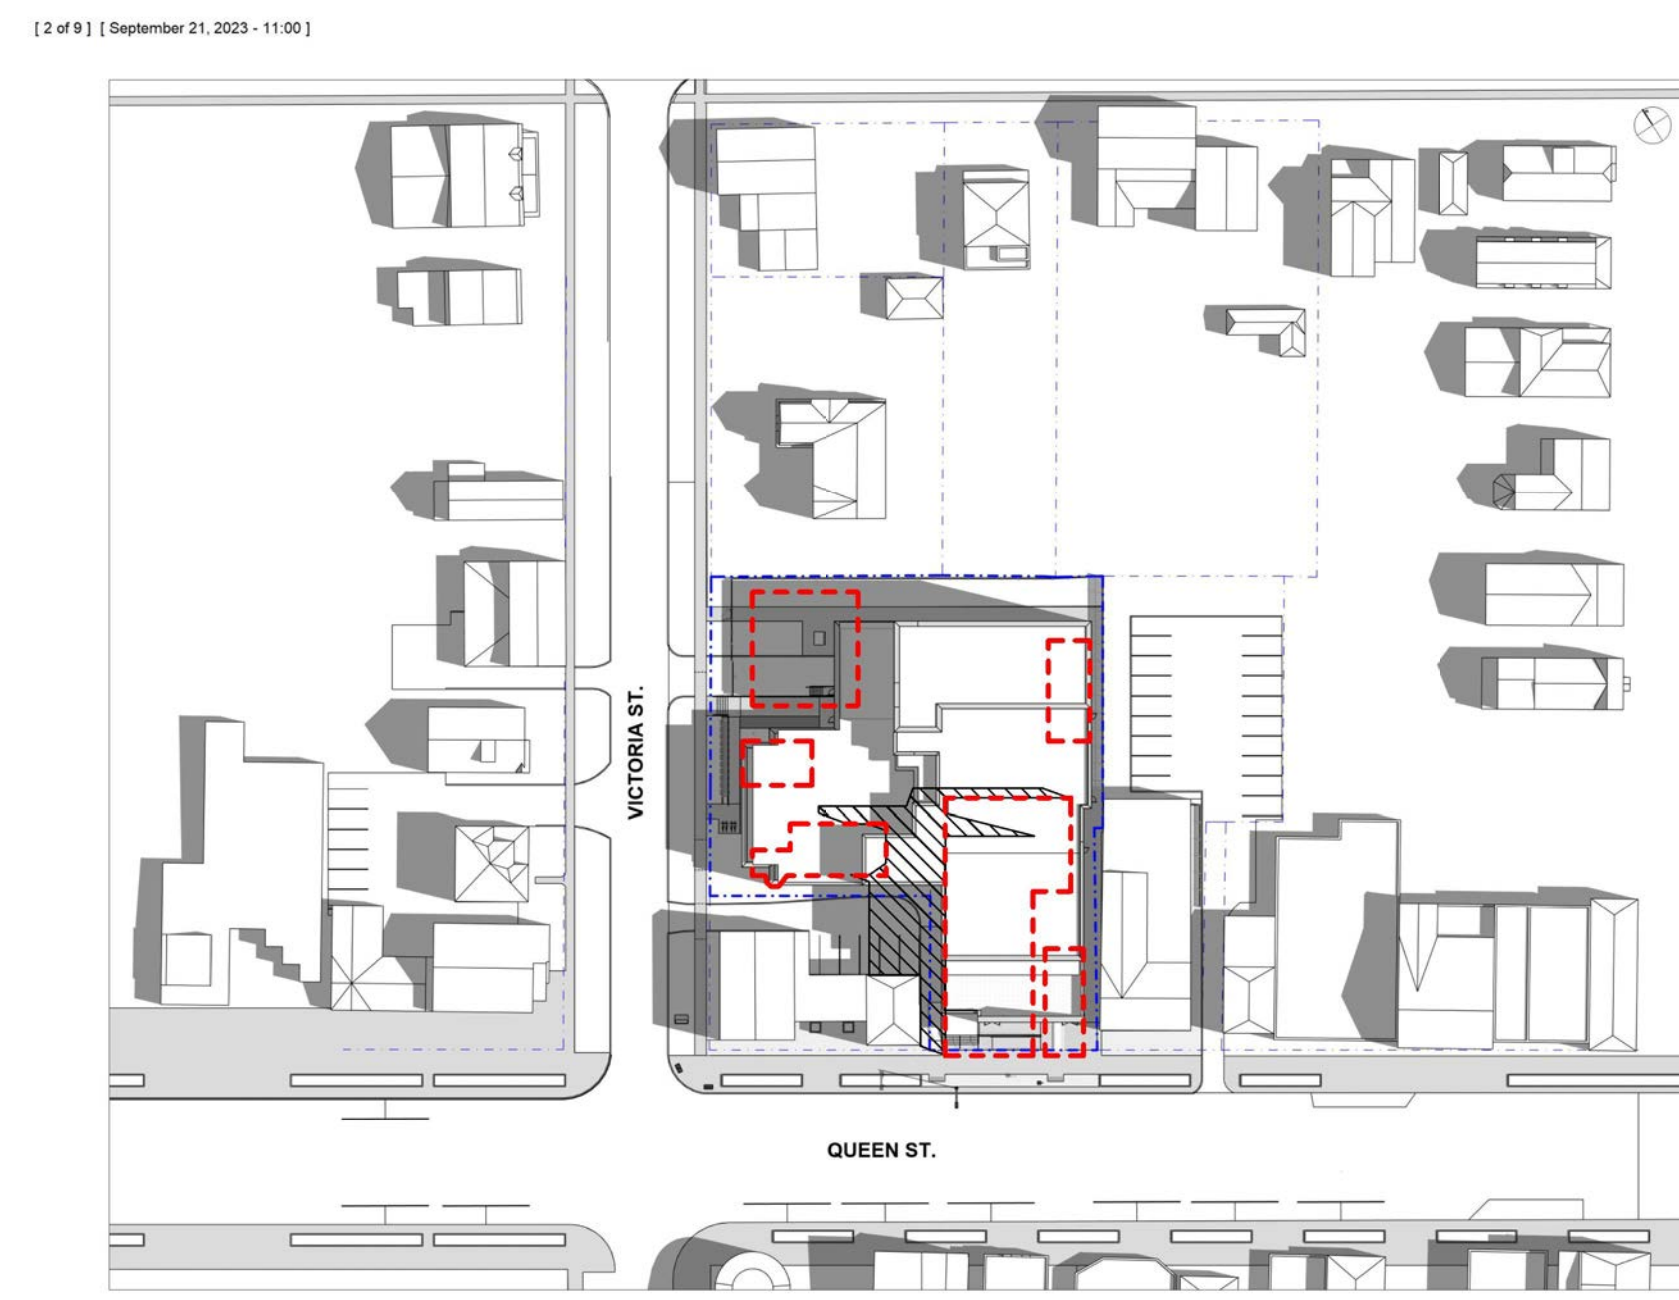 [ 2 of 9 ] [ September 21, 2023 - 11:00 ]
VICTORIA ST.
QUEEN ST.